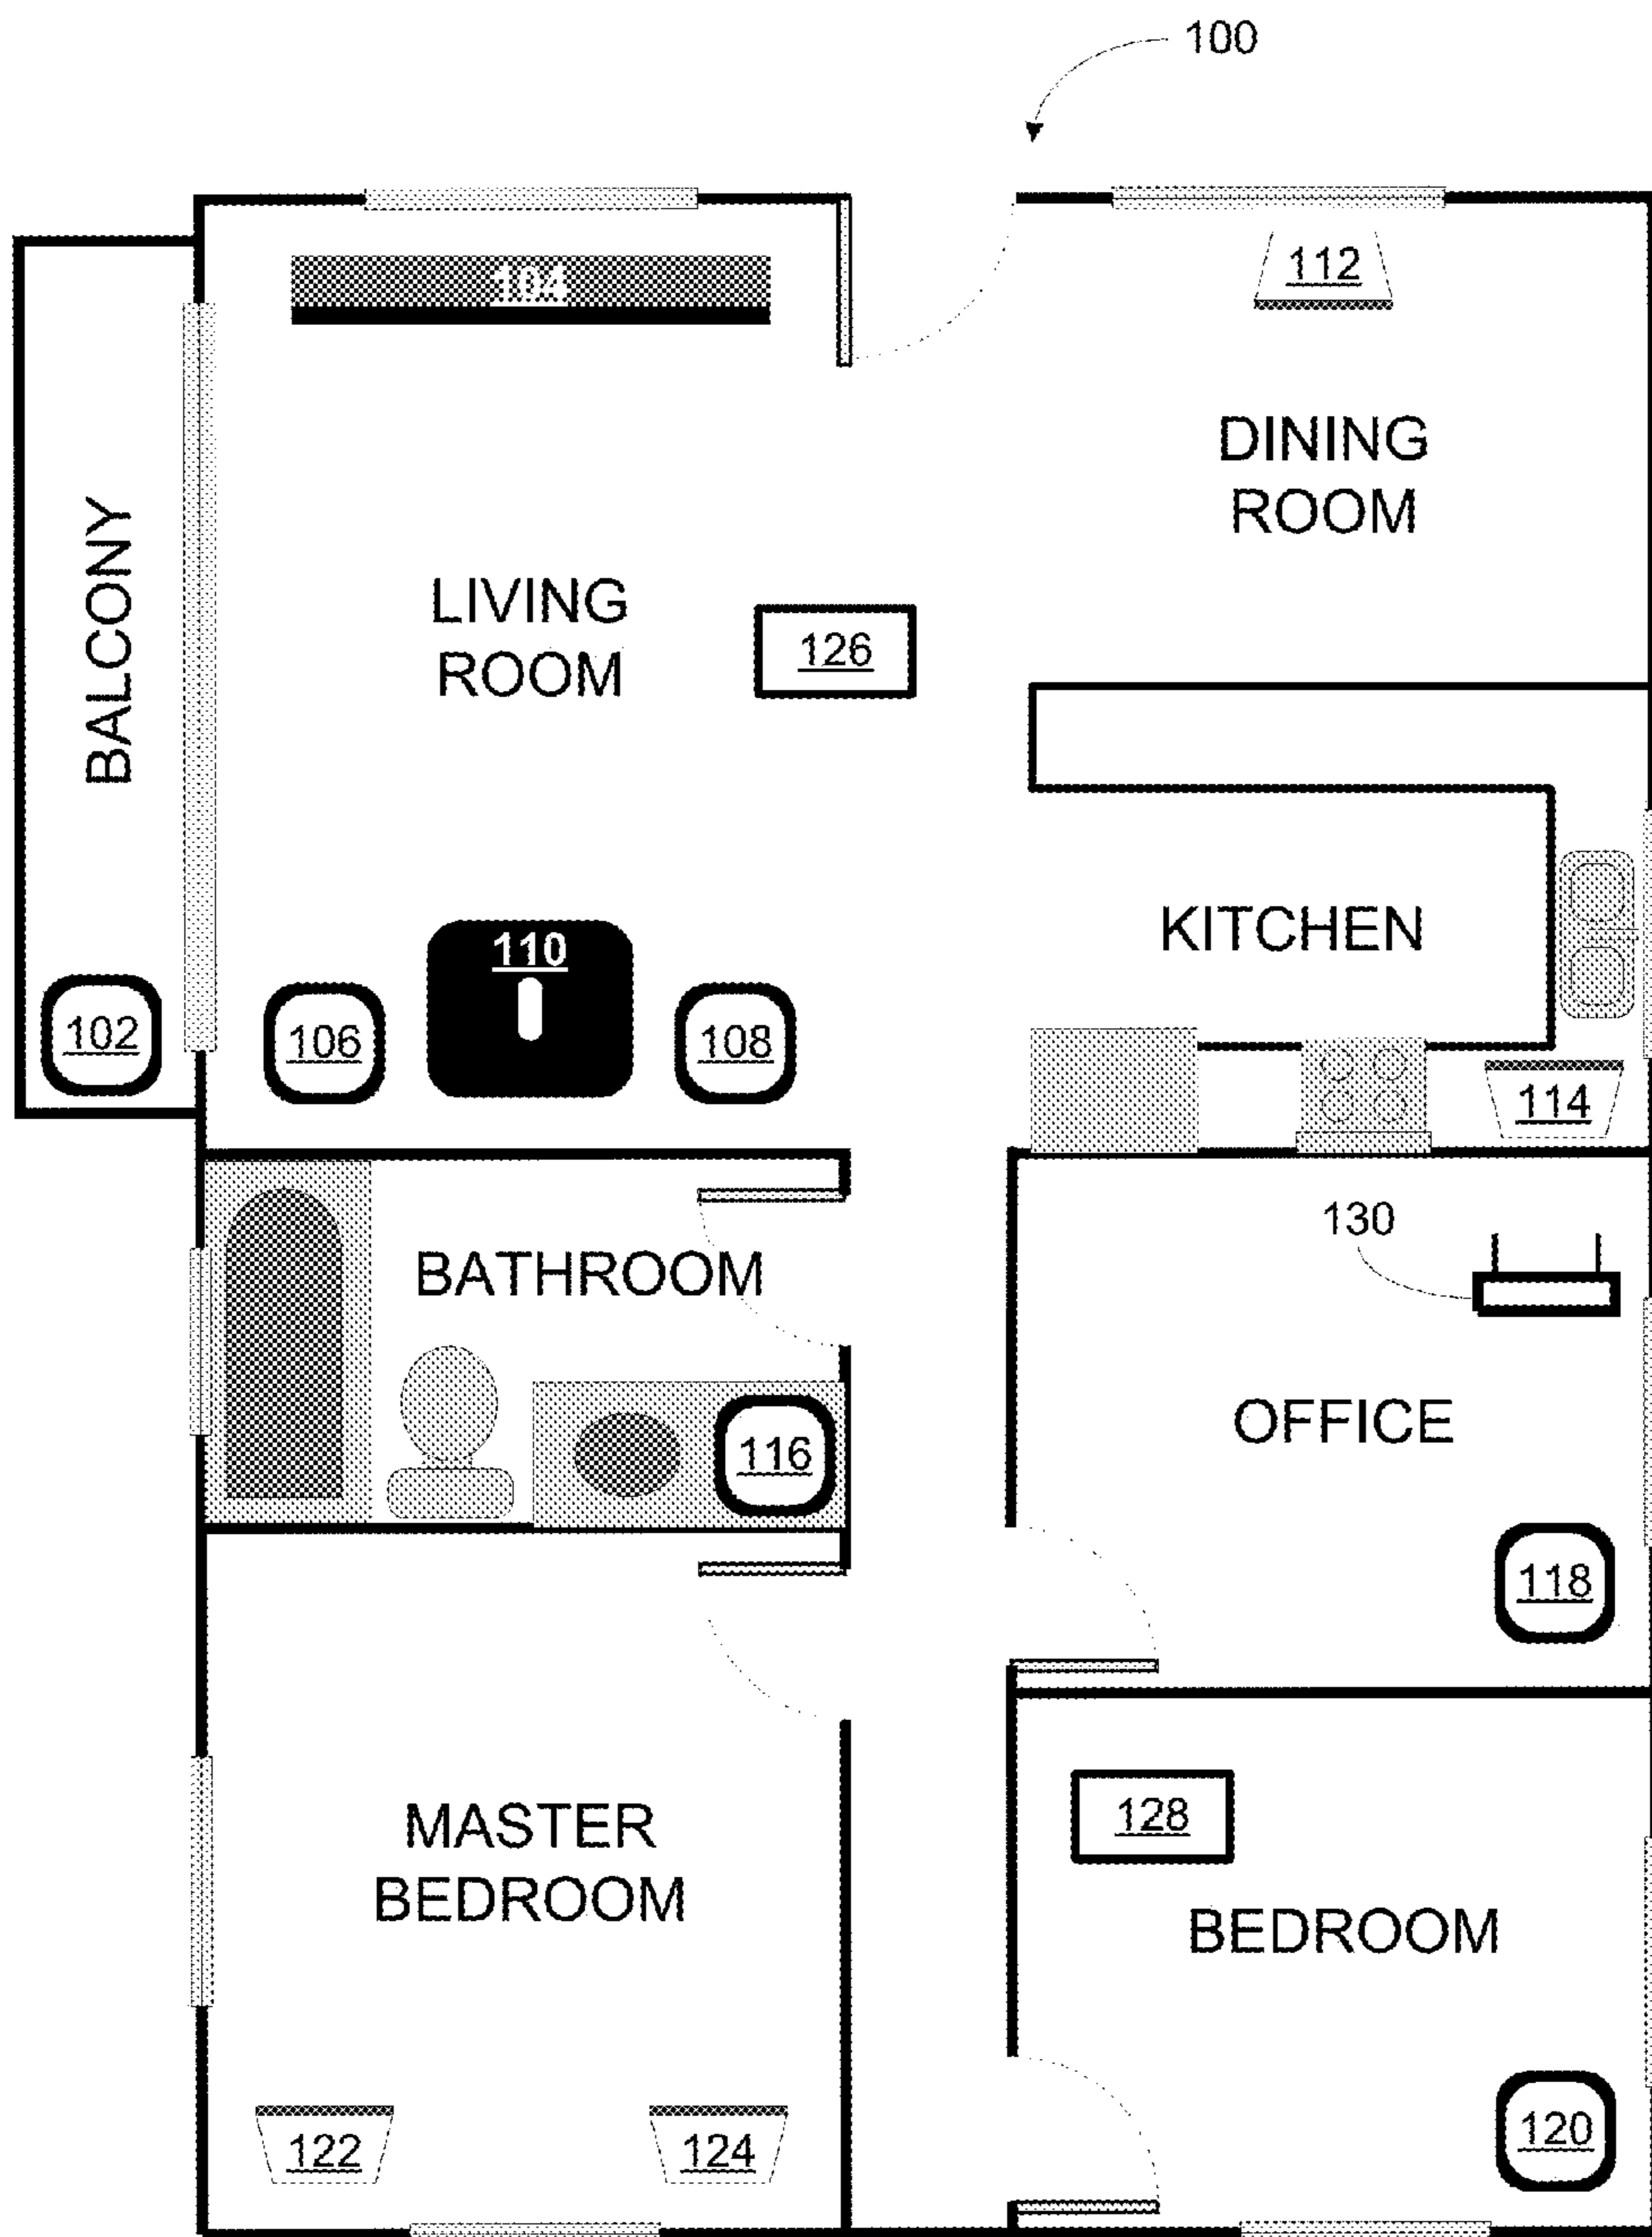 100
104
112
DINING
ROOM
BALCONY
LIVING
ROOM
126
KITCHEN
110
102
106
108
114
130
BATHROOM
OFFICE
116
118
128
MASTER
BEDROOM
BEDROOM
122
124
120